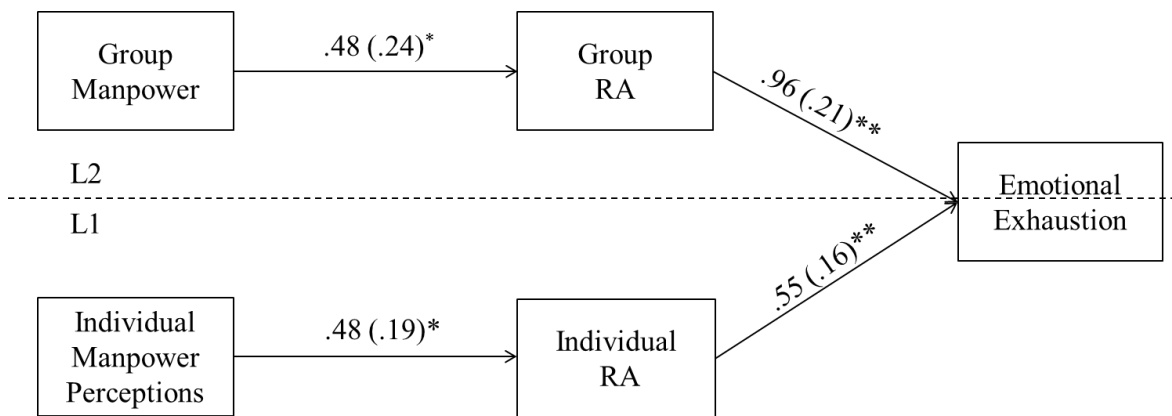 Group
Manpower
.48 (.24)*
Group
RA
.96 (.21)**
L2
L1
Emotional
Exhaustion
Individual
Manpower
Perceptions
.48 (.19)*
Individual
RA
.55 (.16)**